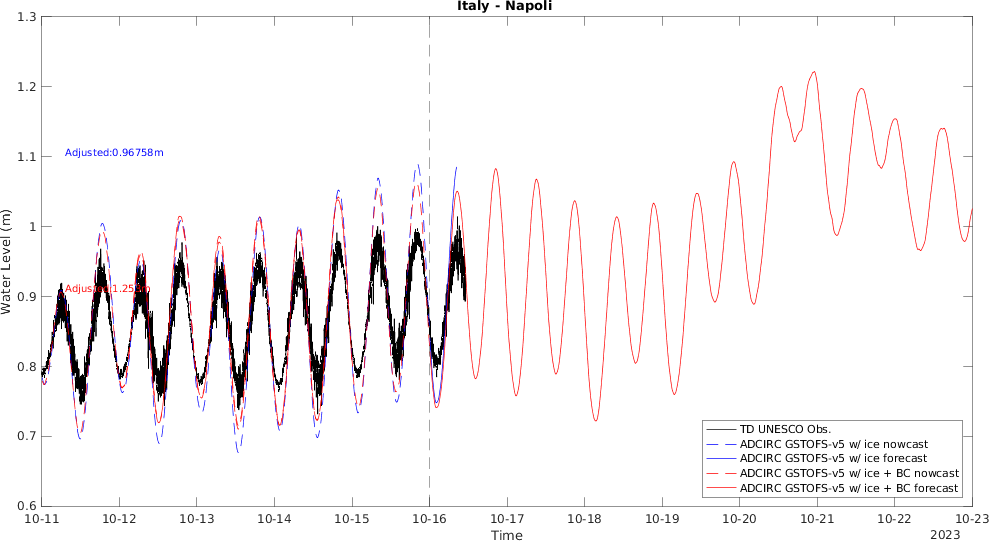 Italy - Napoli
1.3
1.2
1.1
1
0.9
0.8
0.7
0.6
Water Level (m)
Adjusted:0.96758m
TD UNESCO Obs.
ADCIRC GSTOFS-v5 w/ ice nowcast
ADCIRC GSTOFS-v5 w/ ice forecast
ADCIRC GSTOFS-v5 w/ ice + BC nowcast
ADCIRC GSTOFS-v5 w/ ice + BC forecast
10-11 10-12 10-13 10-14 10-15 10-16 10-17 10-18 10-19 10-20 10-21 10-22 10-23
Time
2023